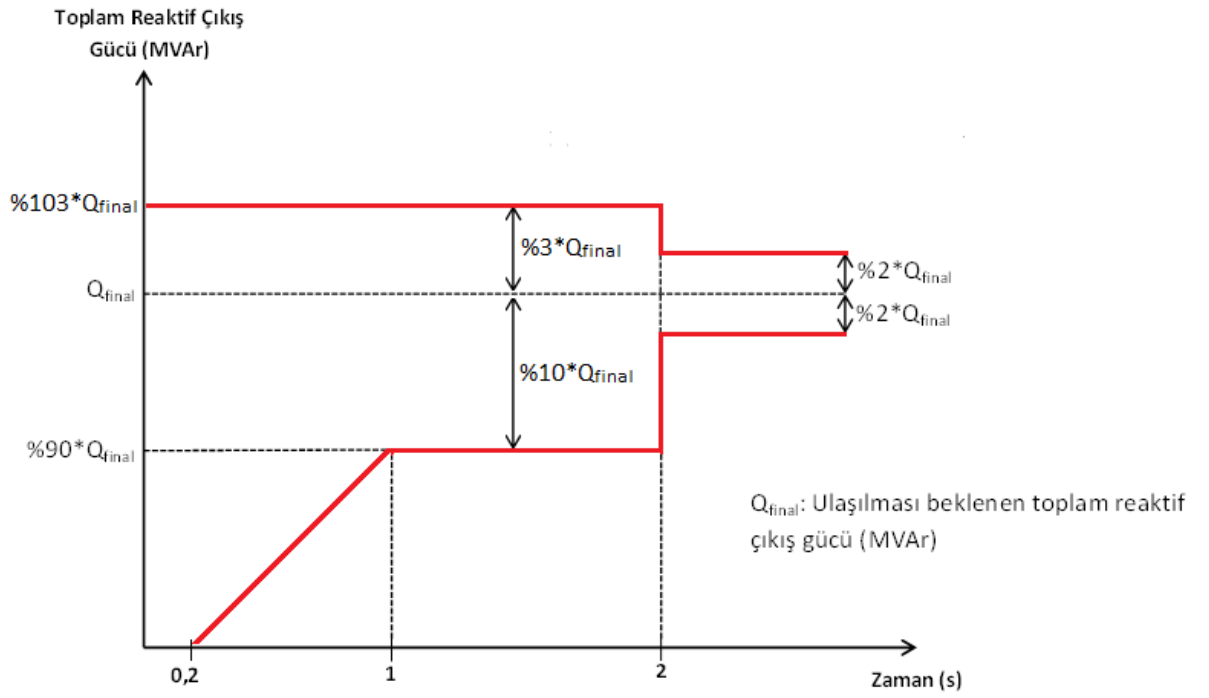 Toplam Reaktif Çıkış
Gücü (MVAr)
%103*Qfinal
%3*Qfinal
%2*Qfinal
Qfinal
%2*Qfinal
%10*Qfinal
%90*Qfinal
Qfinal: Ulaşılması beklenen toplam reaktif
çıkış gücü (MVAr)
0,2
1
2
Zaman (s)